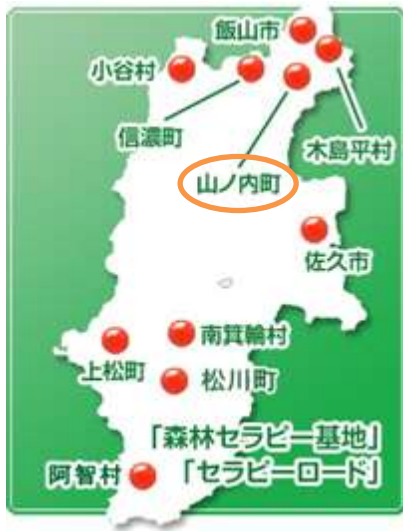 飯山市
小谷村
信濃町
木島平村
山ノ内町
佐久市
南箕輪村
上松町
松川町
「森林セラピー基地」
阿智村
「セラピーロード」